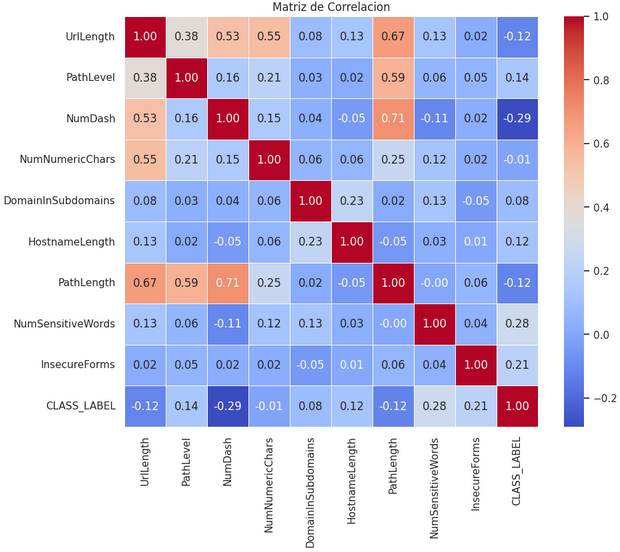 Matriz de Correlacion
UrlLength 1.00 0.38 0.53 0.55 0.08 0.13 0.67 0.13 0.02 -0.12
PathLevel 0.38 1.00 0.16 0.21 0.03 0.02 0.59 0.06 0.05 0.14
NumDash 0.53 0.16 1.00 0.15 0.04 -0.05 0.71 -0.11 0.02 -0.29
NumNumericChars 0.55 0.21 0.15 1.00 0.06 0.06 0.25 0.12 0.02 -0.01
DomainInSubdomains 0.08 0.03 0.04 0.06 1.00 0.23 0.02 0.13 -0.05 0.08
HostnameLength 0.13 0.02 -0.05 0.06 0.23 1.00 -0.05 0.03 0.01 0.12
PathLength 0.67 0.59 0.71 0.25 0.02 -0.05 1.00 -0.00 0.06 -0.12
NumSensitiveWords 0.13 0.06 -0.11 0.12 0.13 0.03 -0.00 1.00 0.04 0.28
InsecureForms 0.02 0.05 0.02 0.02 -0.05 0.01 0.06 0.04 1.00 0.21
CLASS_LABEL -0.12 0.14 -0.29 -0.01 0.08 0.12 -0.12 0.28 0.21 1.00
UrlLength
PathLevel
NumDash
NumNumericChars
DomainInSubdomains
HostnameLength
PathLength
NumSensitiveWords
InsecureForms
CLASS_LABEL
1.0
0.8
0.6
0.4
0.2
0.0
−0.2